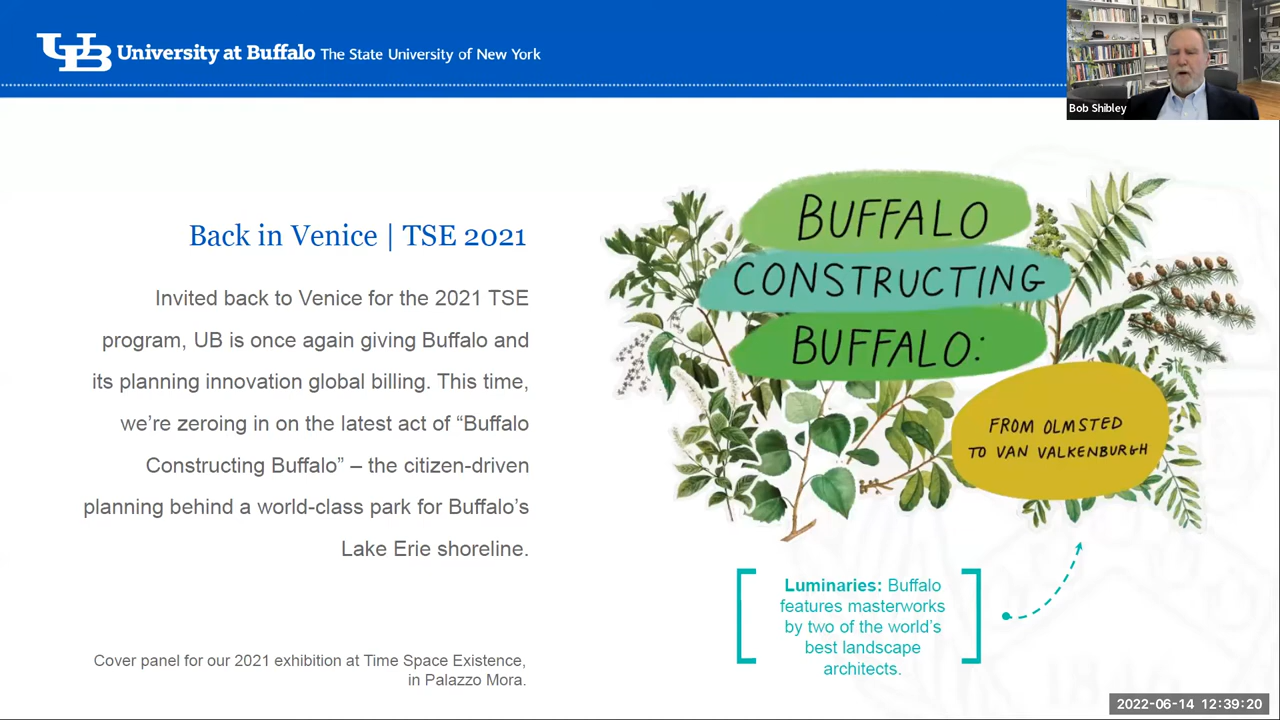 UB University at Buffalo The State University of New York
Bob Shibley
Back in Venice | TSE 2021
Invited back to Venice for the 2021 TSE
program, UB is once again giving Buffalo and
its planning innovation global billing. This time,
we’re zeroing in on the latest act of “Buffalo
Constructing Buffalo” – the citizen-driven
planning behind a world-class park for Buffalo’s
Lake Erie shoreline.
Cover panel for our 2021 exhibition at Time Space Existence,
in Palazzo Mora.
BUFFALO
CONSTRUCTING
BUFFALO:
FROM OLMSTED
TO VAN VALKENBURGH
Luminaries: Buffalo
features masterworks
by two of the world’s
best landscape
architects.
2022-06-14 12:39:20